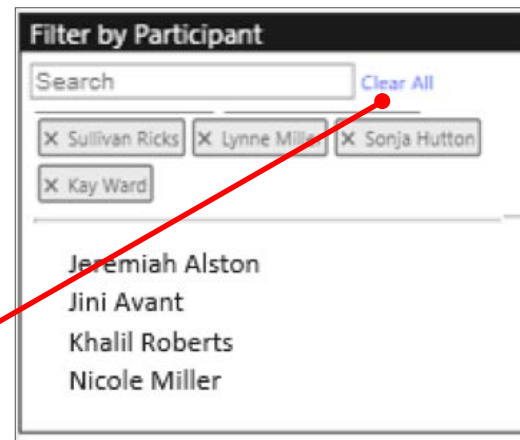 Filter by Participant
Search Clear All
X Sullivan Ricks X Lynne Miller X Sonja Hutton
X Kay Ward
Jeremiah Alston
Jini Avant
Khalil Roberts
Nicole Miller